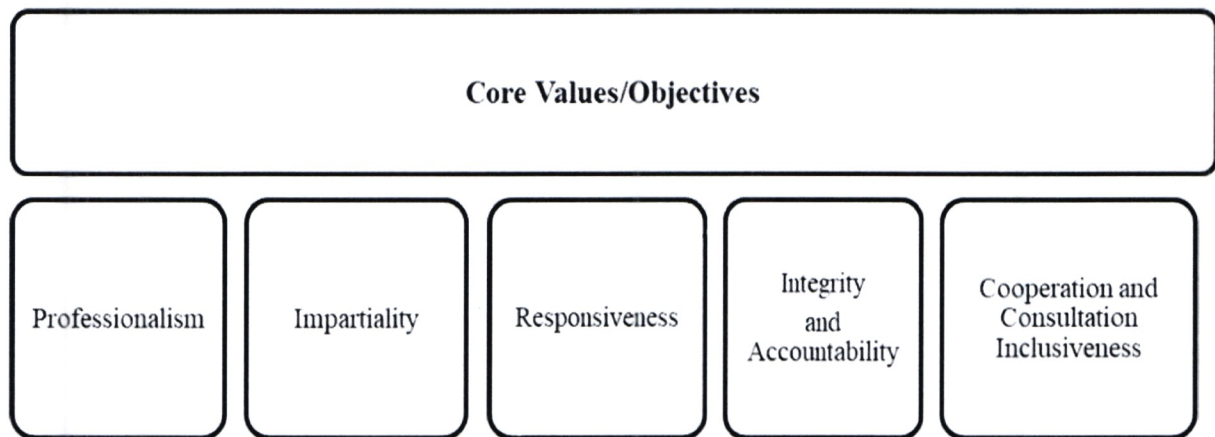 Core Values/Objectives
Professionalism
Impartiality
Responsiveness
Integrity
and
Accountability
Cooperation and
Consultation
Inclusiveness